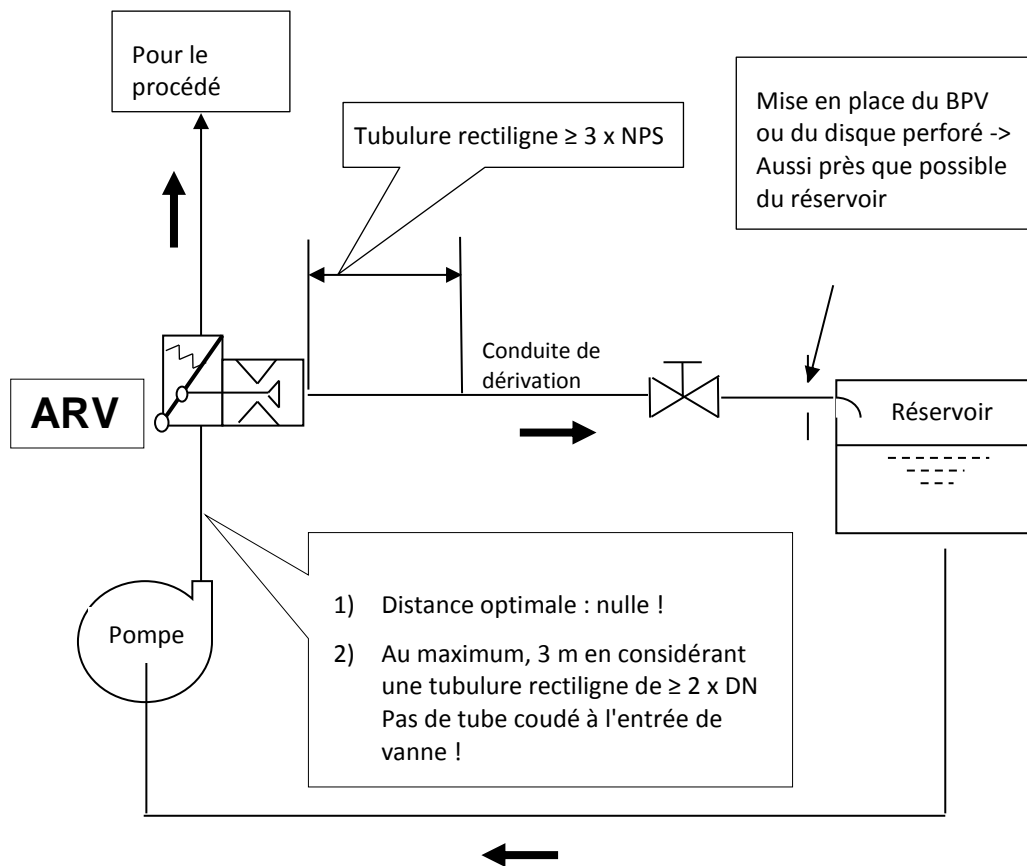 Pour le
procédé
Tubulure rectiligne ≥ 3 x NPS
Mise en place du BPV
ou du disque perforé ->
Aussi près que possible
du réservoir
Conduite de
dérivation
ARV
Réservoir
1) Distance optimale : nulle !
2) Au maximum, 3 m en considérant
une tubulure rectiligne de ≥ 2 x DN
Pas de tube coudé à l'entrée de
vanne !
Pompe